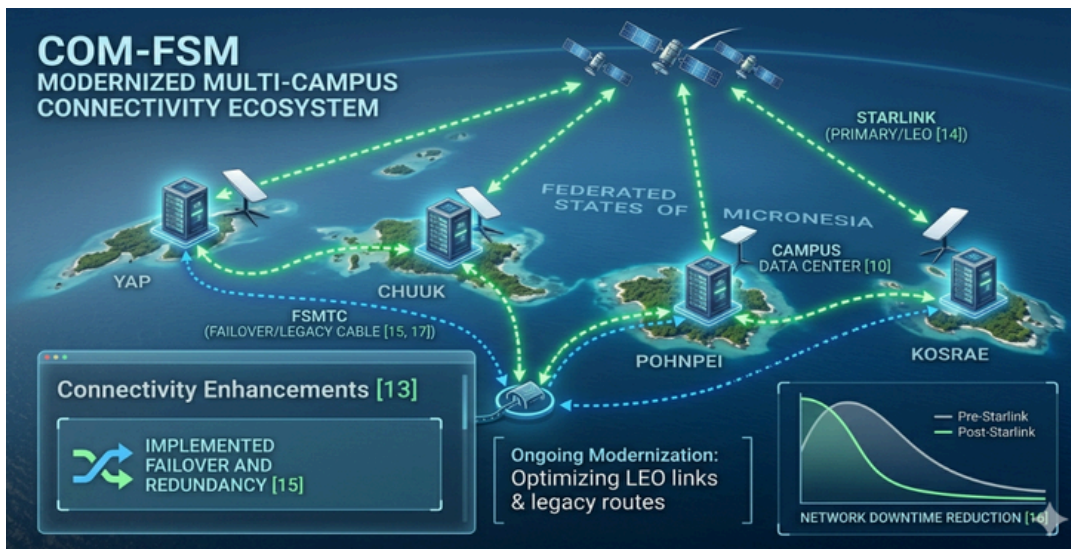 COM-FSM
MODERNIZED MULTI-CAMPUS
CONNECTIVITY ECOSYSTEM
STARLINK
(PRIMARY/LEO [14])
FEDERATED
STATES OF MICRONESIA
CAMPUS
DATA CENTER [10]
YAP
CHUUK
FSMTC
(FAILOVER/LEGACY CABLE [15, 17])
POHNPEI
KOSRAE
Connectivity Enhancements [13]
IMPLEMENTED
FAILOVER AND
REDUNDANCY [15]
Ongoing Modernization:
Optimizing LEO links
& legacy routes
Pre-Starlink
Post-Starlink
NETWORK DOWNTIME REDUCTION [16]